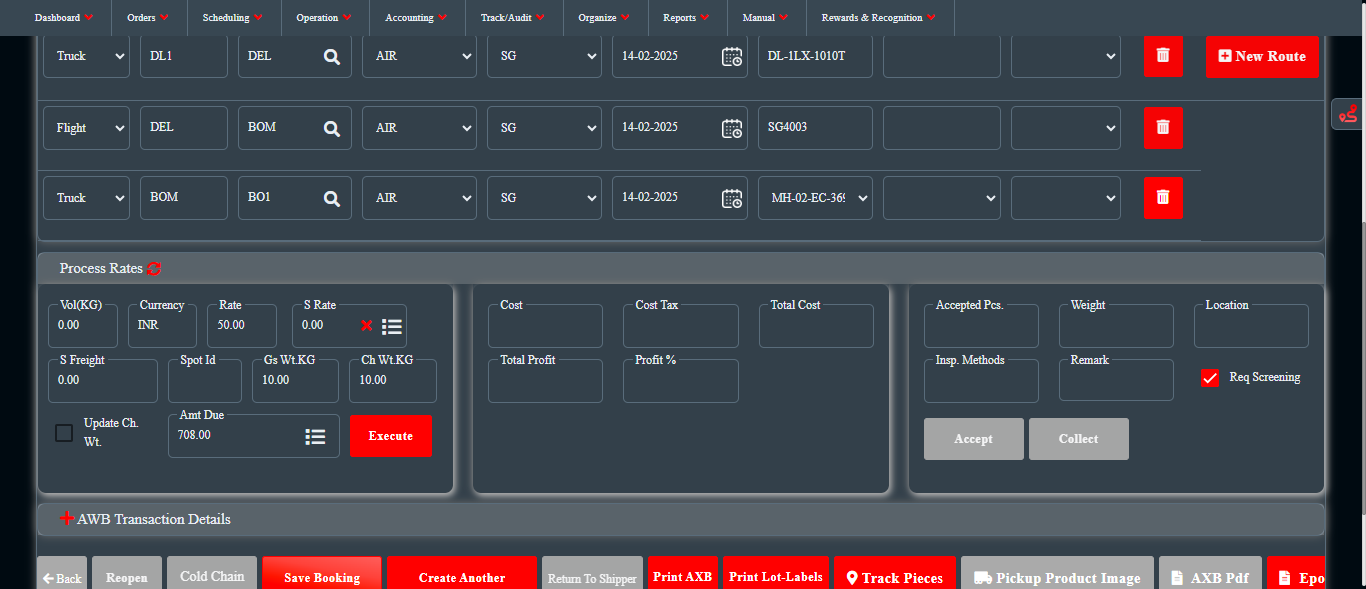 Dashboard Orders Scheduling Operation Accounting Track/Audit Organize Reports Manual Rewards & Recognition
Truck DL1 DEL AIR SG 14-02-2025 DL-1LX-1010T New Route
Flight DEL BOM AIR SG 14-02-2025 SG4003
Truck BOM BO1 AIR SG 14-02-2025 MH-02-EC-369
Process Rates
Vol(KG) Currency Rate S Rate Cost Cost Tax Total Cost Accepted Pcs. Weight Location
0.00 INR 50.00 0.00
S Freight Spot Id Gs Wt.KG Ch Wt.KG Total Profit Profit % Insp. Methods Remark
0.00 10.00 10.00 Req Screening
Update Ch. Wt. Amt Due
708.00 Execute Accept Collect
AWB Transaction Details
Back Reopen Cold Chain Save Booking Create Another Return To Shipper Print AXB Print Lot-Labels Track Pieces Pickup Product Image AXB Pdf Epo